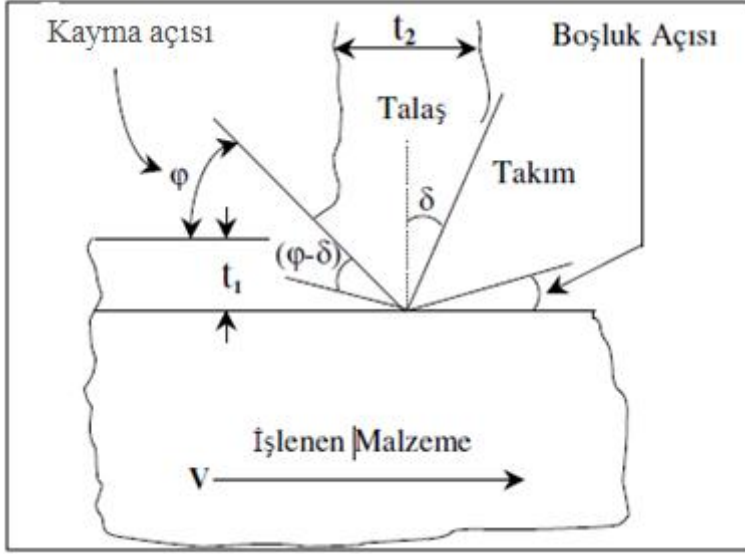 Kayma açısı
t₂
Boşluk Açısı
Talaş
Takım
φ
δ
(φ-δ)
t₁
İşlenen Malzeme
V